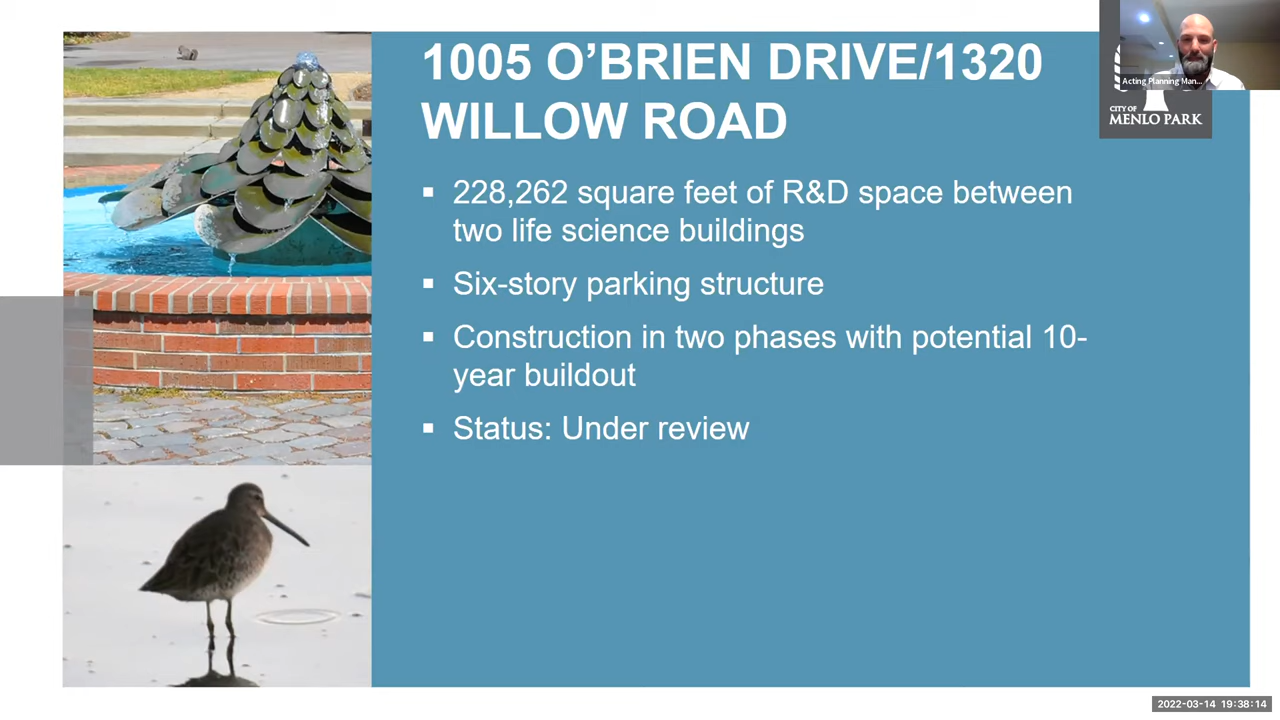 1005 O’BRIEN DRIVE/1320
WILLOW ROAD
▪ 228,262 square feet of R&D space between
two life science buildings
▪ Six-story parking structure
▪ Construction in two phases with potential 10-
year buildout
▪ Status: Under review
Acting Planning Man...
CITY OF
MENLO PARK
2022-03-14 19:38:14